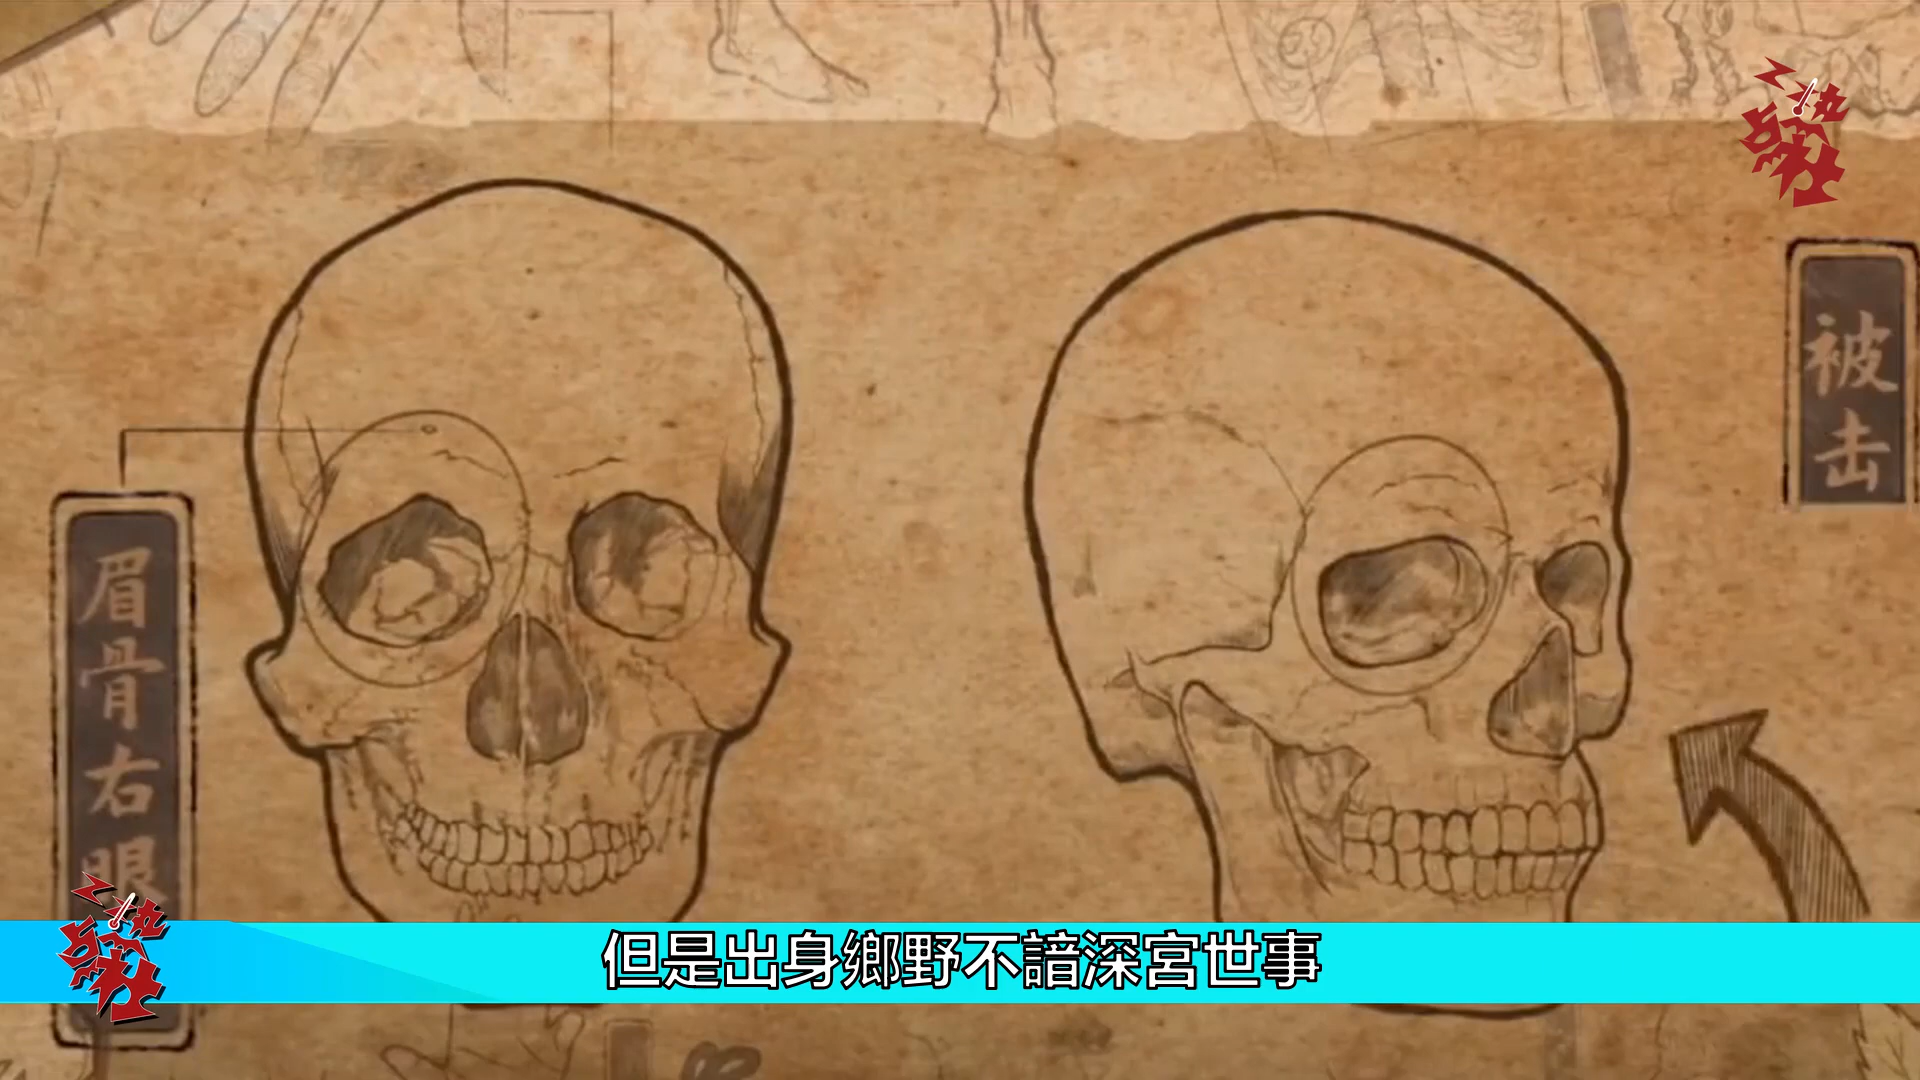 被击
眉骨右眼
但是出身鄉野不諳深宮世事